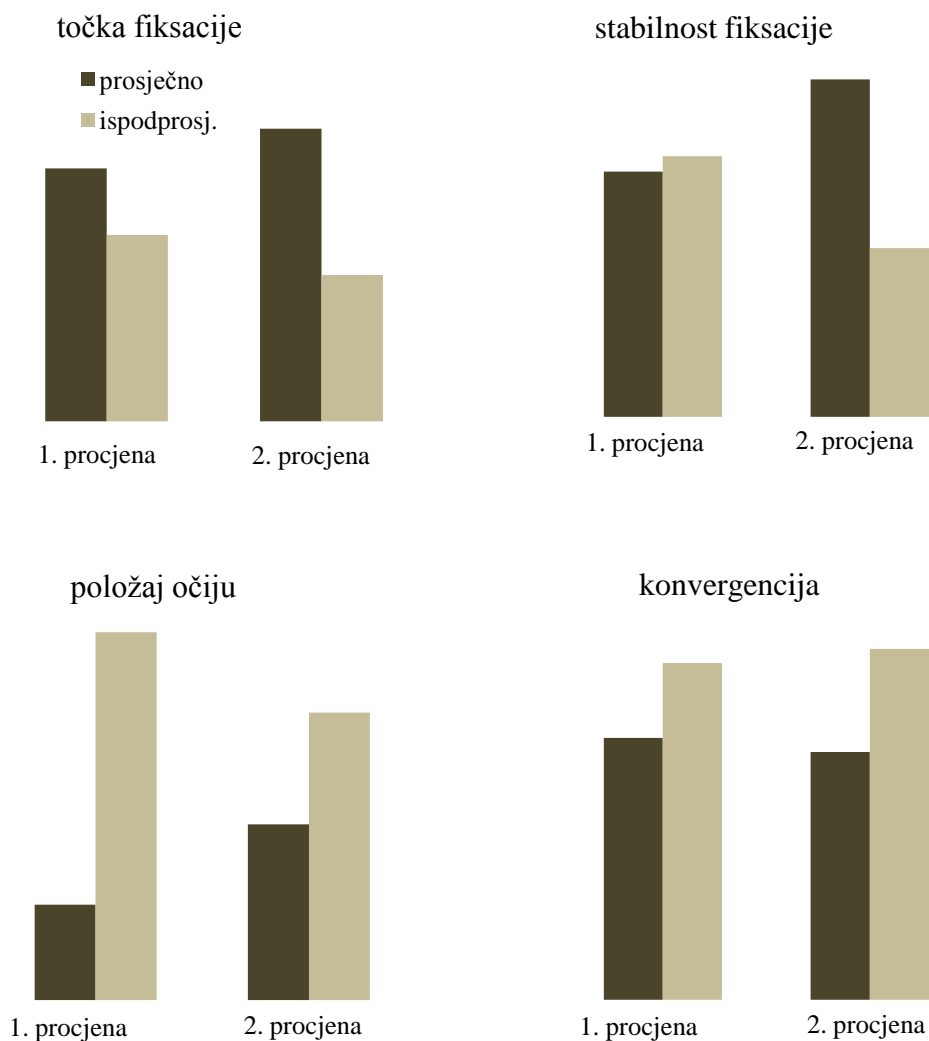 točka fiksacije
prosječno
ispodprosj.
1. procjena
2. procjena
stabilnost fiksacije
1. procjena
2. procjena
položaj očiju
1. procjena
2. procjena
konvergencija
1. procjena
2. procjena